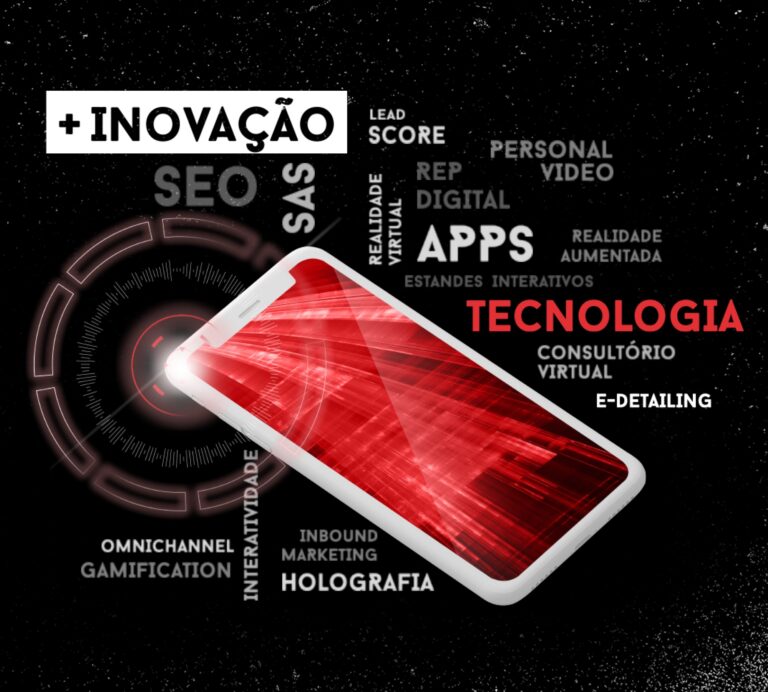 + INOVAÇÃO
LEAD
SCORE
PERSONAL
VIDEO
SEO
SAS
REALIDADE
VIRTUAL
REP
DIGITAL
APPS
REALIDADE
AUMENTADA
ESTANDES INTERATIVOS
TECNOLOGIA
CONSULTÓRIO
VIRTUAL
E-DETAILING
OMNICHANNEL
GAMIFICATION
INTERATIVIDADE
INBOUND
MARKETING
HOLOGRAFIA